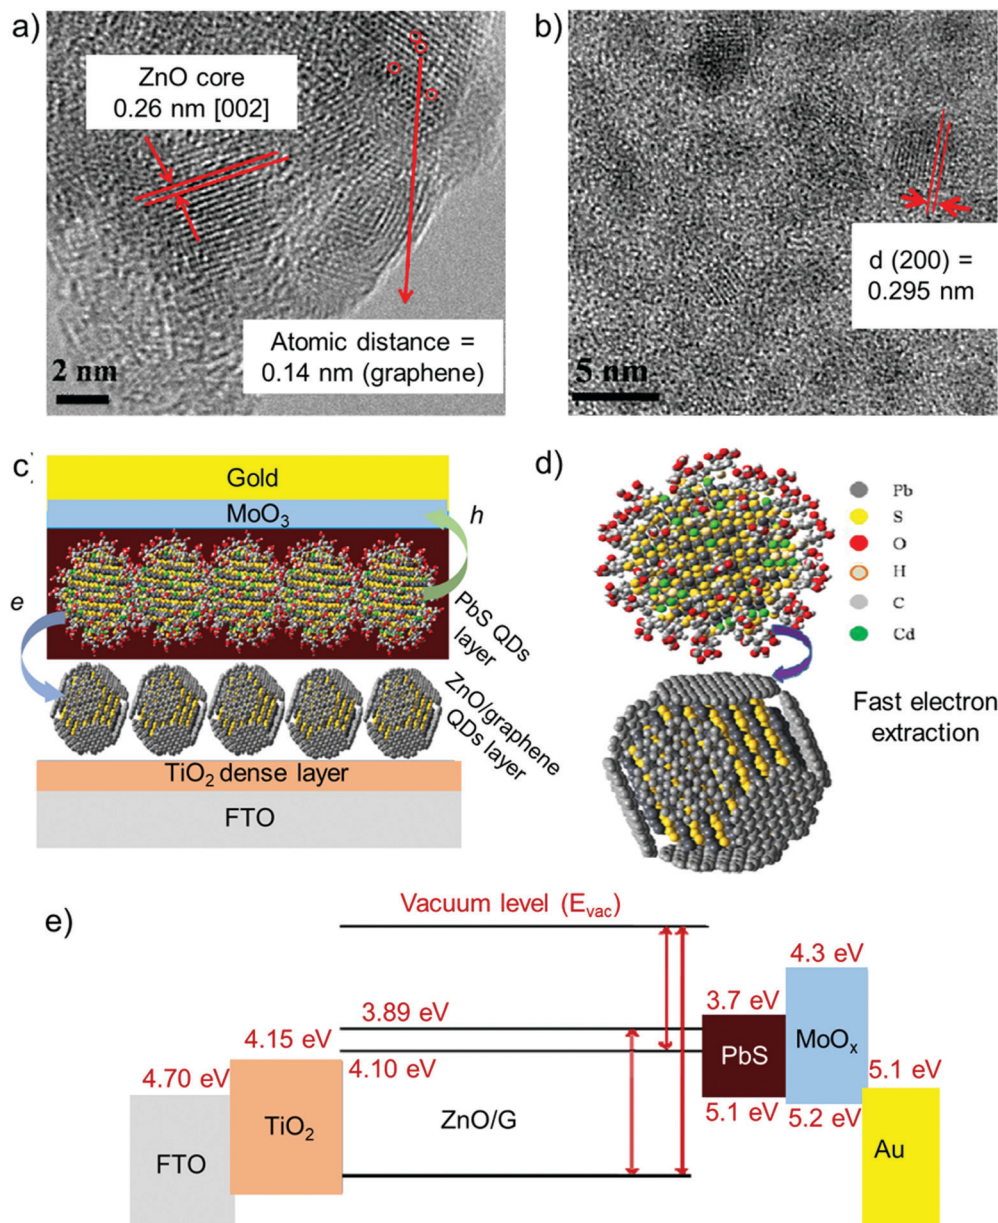 a)
ZnO core
0.26 nm [002]
Atomic distance =
0.14 nm (graphene)
2 nm
b)
d (200) =
0.295 nm
5 nm
c)
Gold
MoO₃
h
e
PbS QDs
layer
ZnO/graphene
QDs layer
TiO₂ dense layer
FTO
d)
Pb
S
O
H
C
Cd
Fast electron
extraction
e)
Vacuum level (Eᵥₐc)
4.3 eV
3.89 eV
3.7 eV
4.15 eV
MoOₓ
PbS
4.70 eV
4.10 eV
5.1 eV
TiO₂
ZnO/G
5.1 eV
5.2 eV
FTO
Au